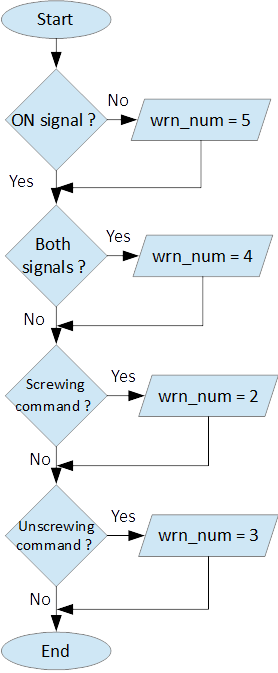 Start
ON signal ?
No
wrn_num = 5
Yes
Both
signals ?
Yes
wrn_num = 4
No
Screwing
command ?
Yes
wrn_num = 2
No
Unscrewing
command ?
Yes
wrn_num = 3
No
End